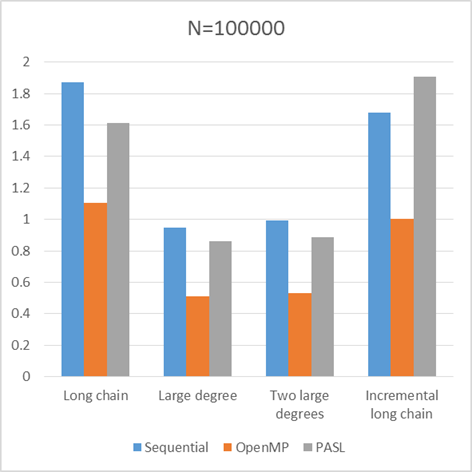 N=100000
2
1.8
1.6
1.4
1.2
1
0.8
0.6
0.4
0.2
0
Long chain
Large degree
Two large
degrees
Incremental
long chain
Sequential
OpenMP
PASL